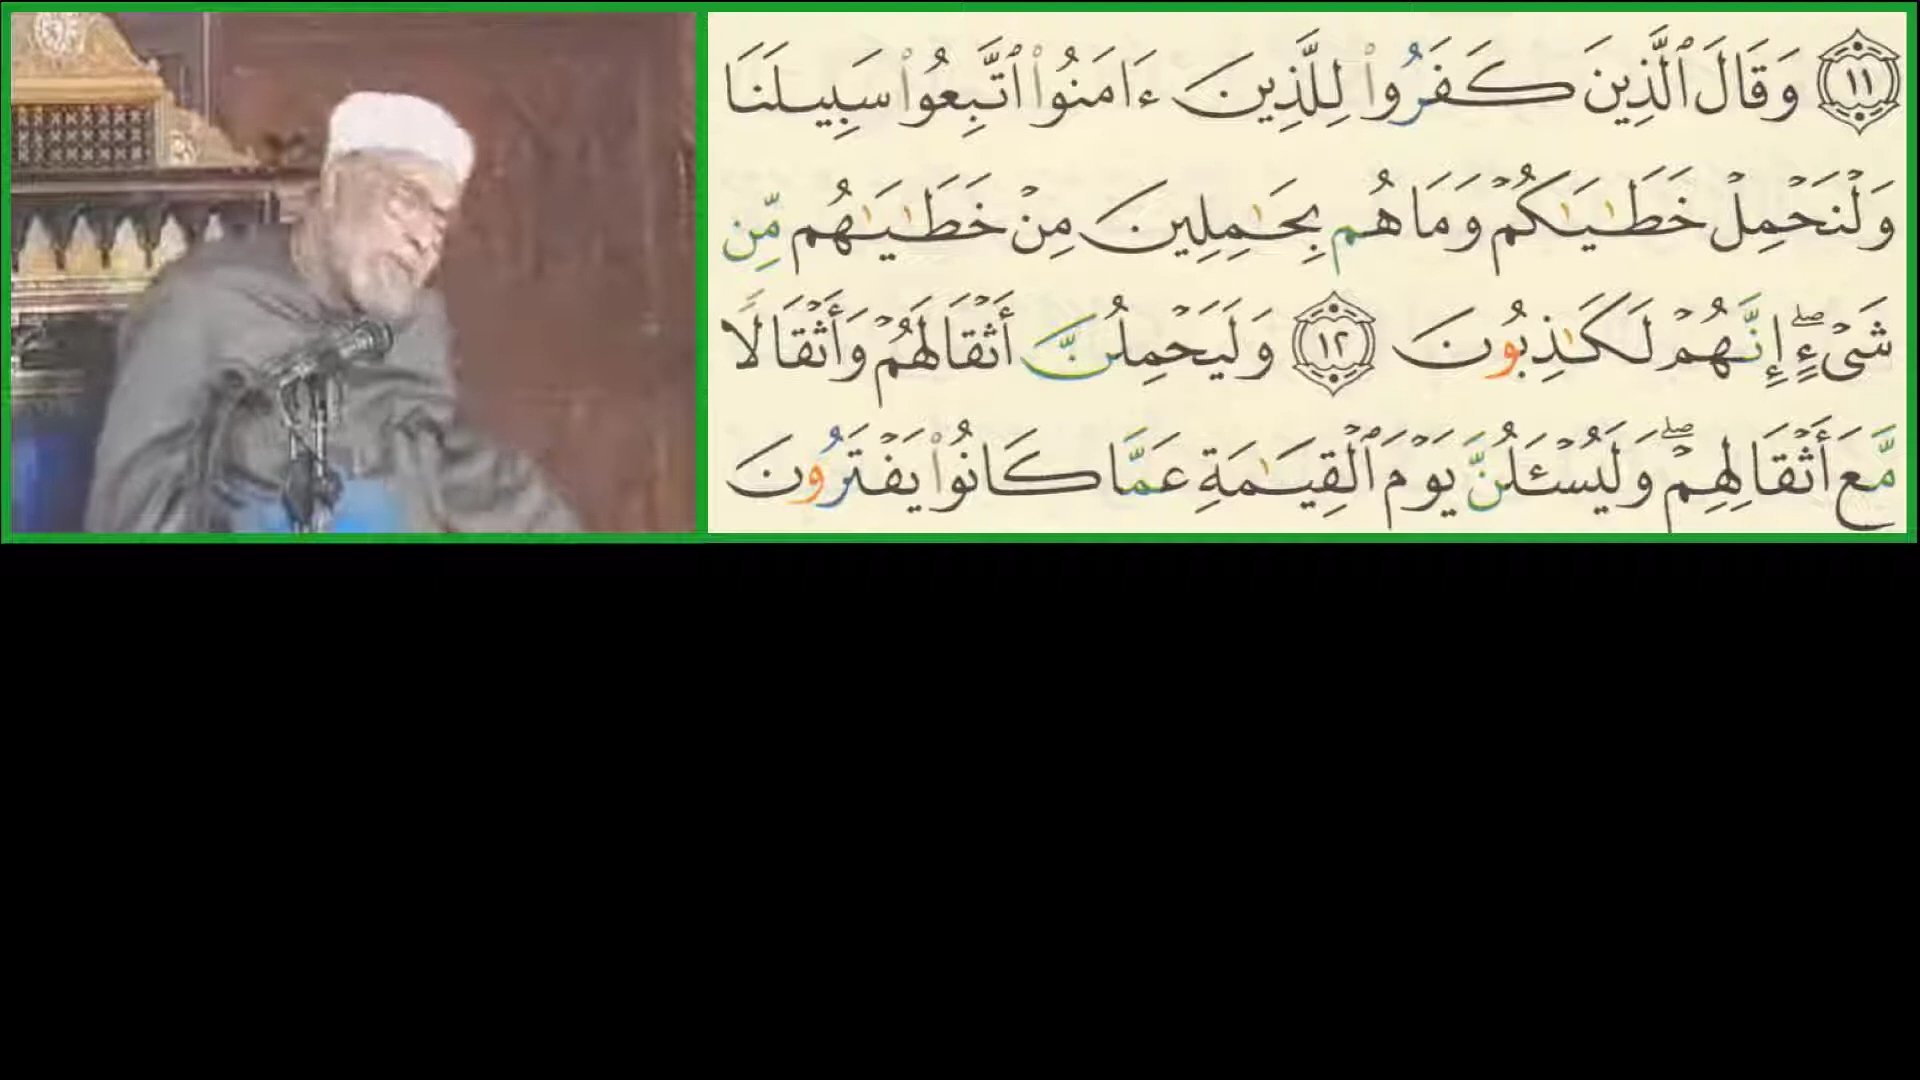 ١١ وَقَالَ ٱلَّذِينَ كَفَرُوا۟ لِلَّذِينَ ءَامَنُوا۟ ٱتَّبِعُوا۟ سَبِيلَنَا
وَلْنَحْمِلْ خَطَـٰيَـٰكُمْ وَمَا هُم بِحَـٰمِلِينَ مِنْ خَطَـٰيَـٰهُم مِّن
شَىْءٍ ۖ إِنَّهُمْ لَكَـٰذِبُونَ ١٢ وَلَيَحْمِلُنَّ أَثْقَالَهُمْ وَأَثْقَالًا
مَّعَ أَثْقَالِهِمْ ۖ وَلَيُسْـَٔلُنَّ يَوْمَ ٱلْقِيَـٰمَةِ عَمَّا كَانُوا۟ يَفْتَرُونَ